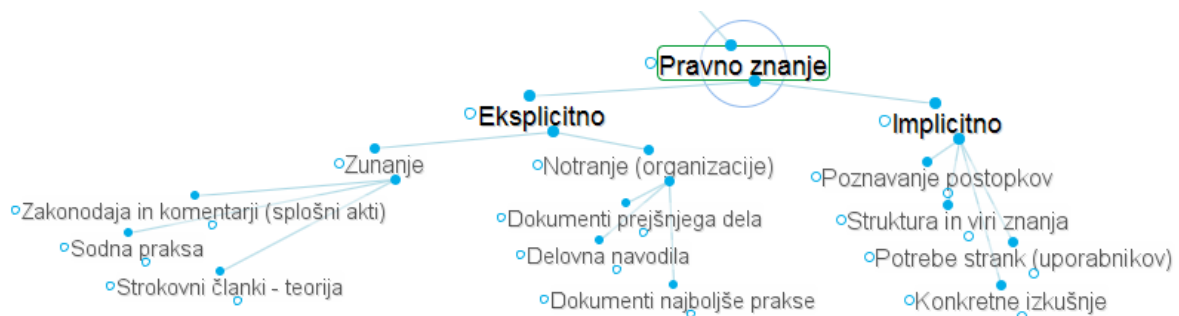 Pravno znanje
Eksplicitno
Implicitno
Zunanje
Notranje (organizacije)
Poznavanje postopkov
Zakonodaja in komentarji (splošni akti)
Dokumenti prejšnjega dela
Struktura in viri znanja
Sodna praksa
Delovna navodila
Potrebe strank (uporabnikov)
Strokovni članki - teorija
Dokumenti najboljše prakse
Konkretne izkušnje